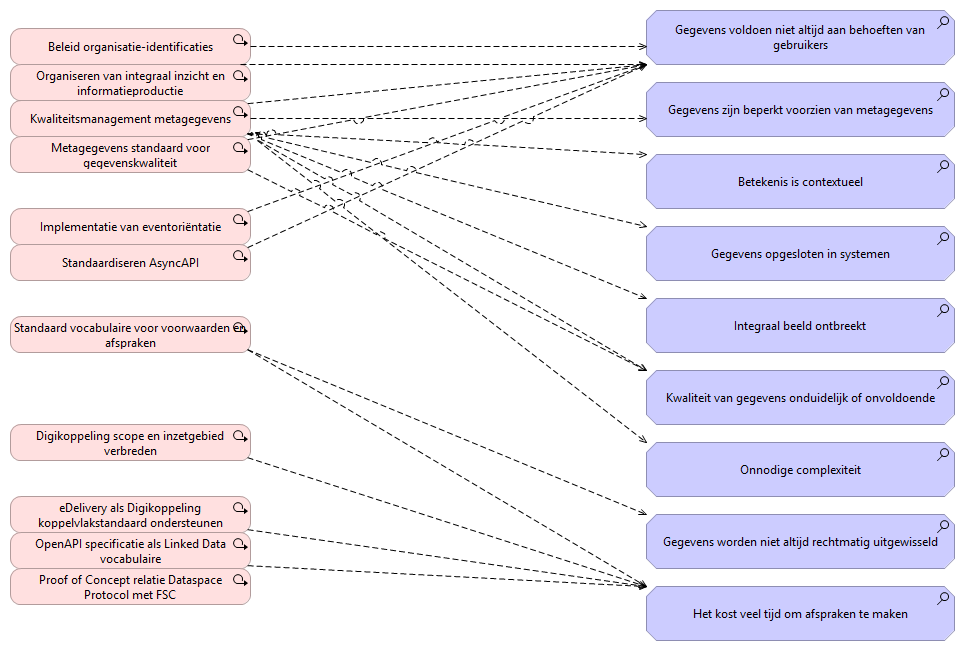 Beleid organisatie-identificaties
Organiseren van integraal inzicht en
informatieproductie
Kwaliteitsmanagement metagegevens
Metagegevens standaard voor
gegevenskwaliteit
Implementatie van eventoriëntatie
Standaardiseren AsyncAPI
Standaard vocabulaire voor voorwaarden en
afspraken
Digikoppeling scope en inzetgebied
verbreden
eDelivery als Digikoppeling
koppelvlakstandaard ondersteunen
OpenAPI specificatie als Linked Data
vocabulaire
Proof of Concept relatie Dataspace
Protocol met FSC
Gegevens voldoen niet altijd aan behoeften van
gebruikers
Gegevens zijn beperkt voorzien van metagegevens
Betekenis is contextueel
Gegevens opgesloten in systemen
Integraal beeld ontbreekt
Kwaliteit van gegevens onduidelijk of onvoldoende
Onnodige complexiteit
Gegevens worden niet altijd rechtmatig uitgewisseld
Het kost veel tijd om afspraken te maken